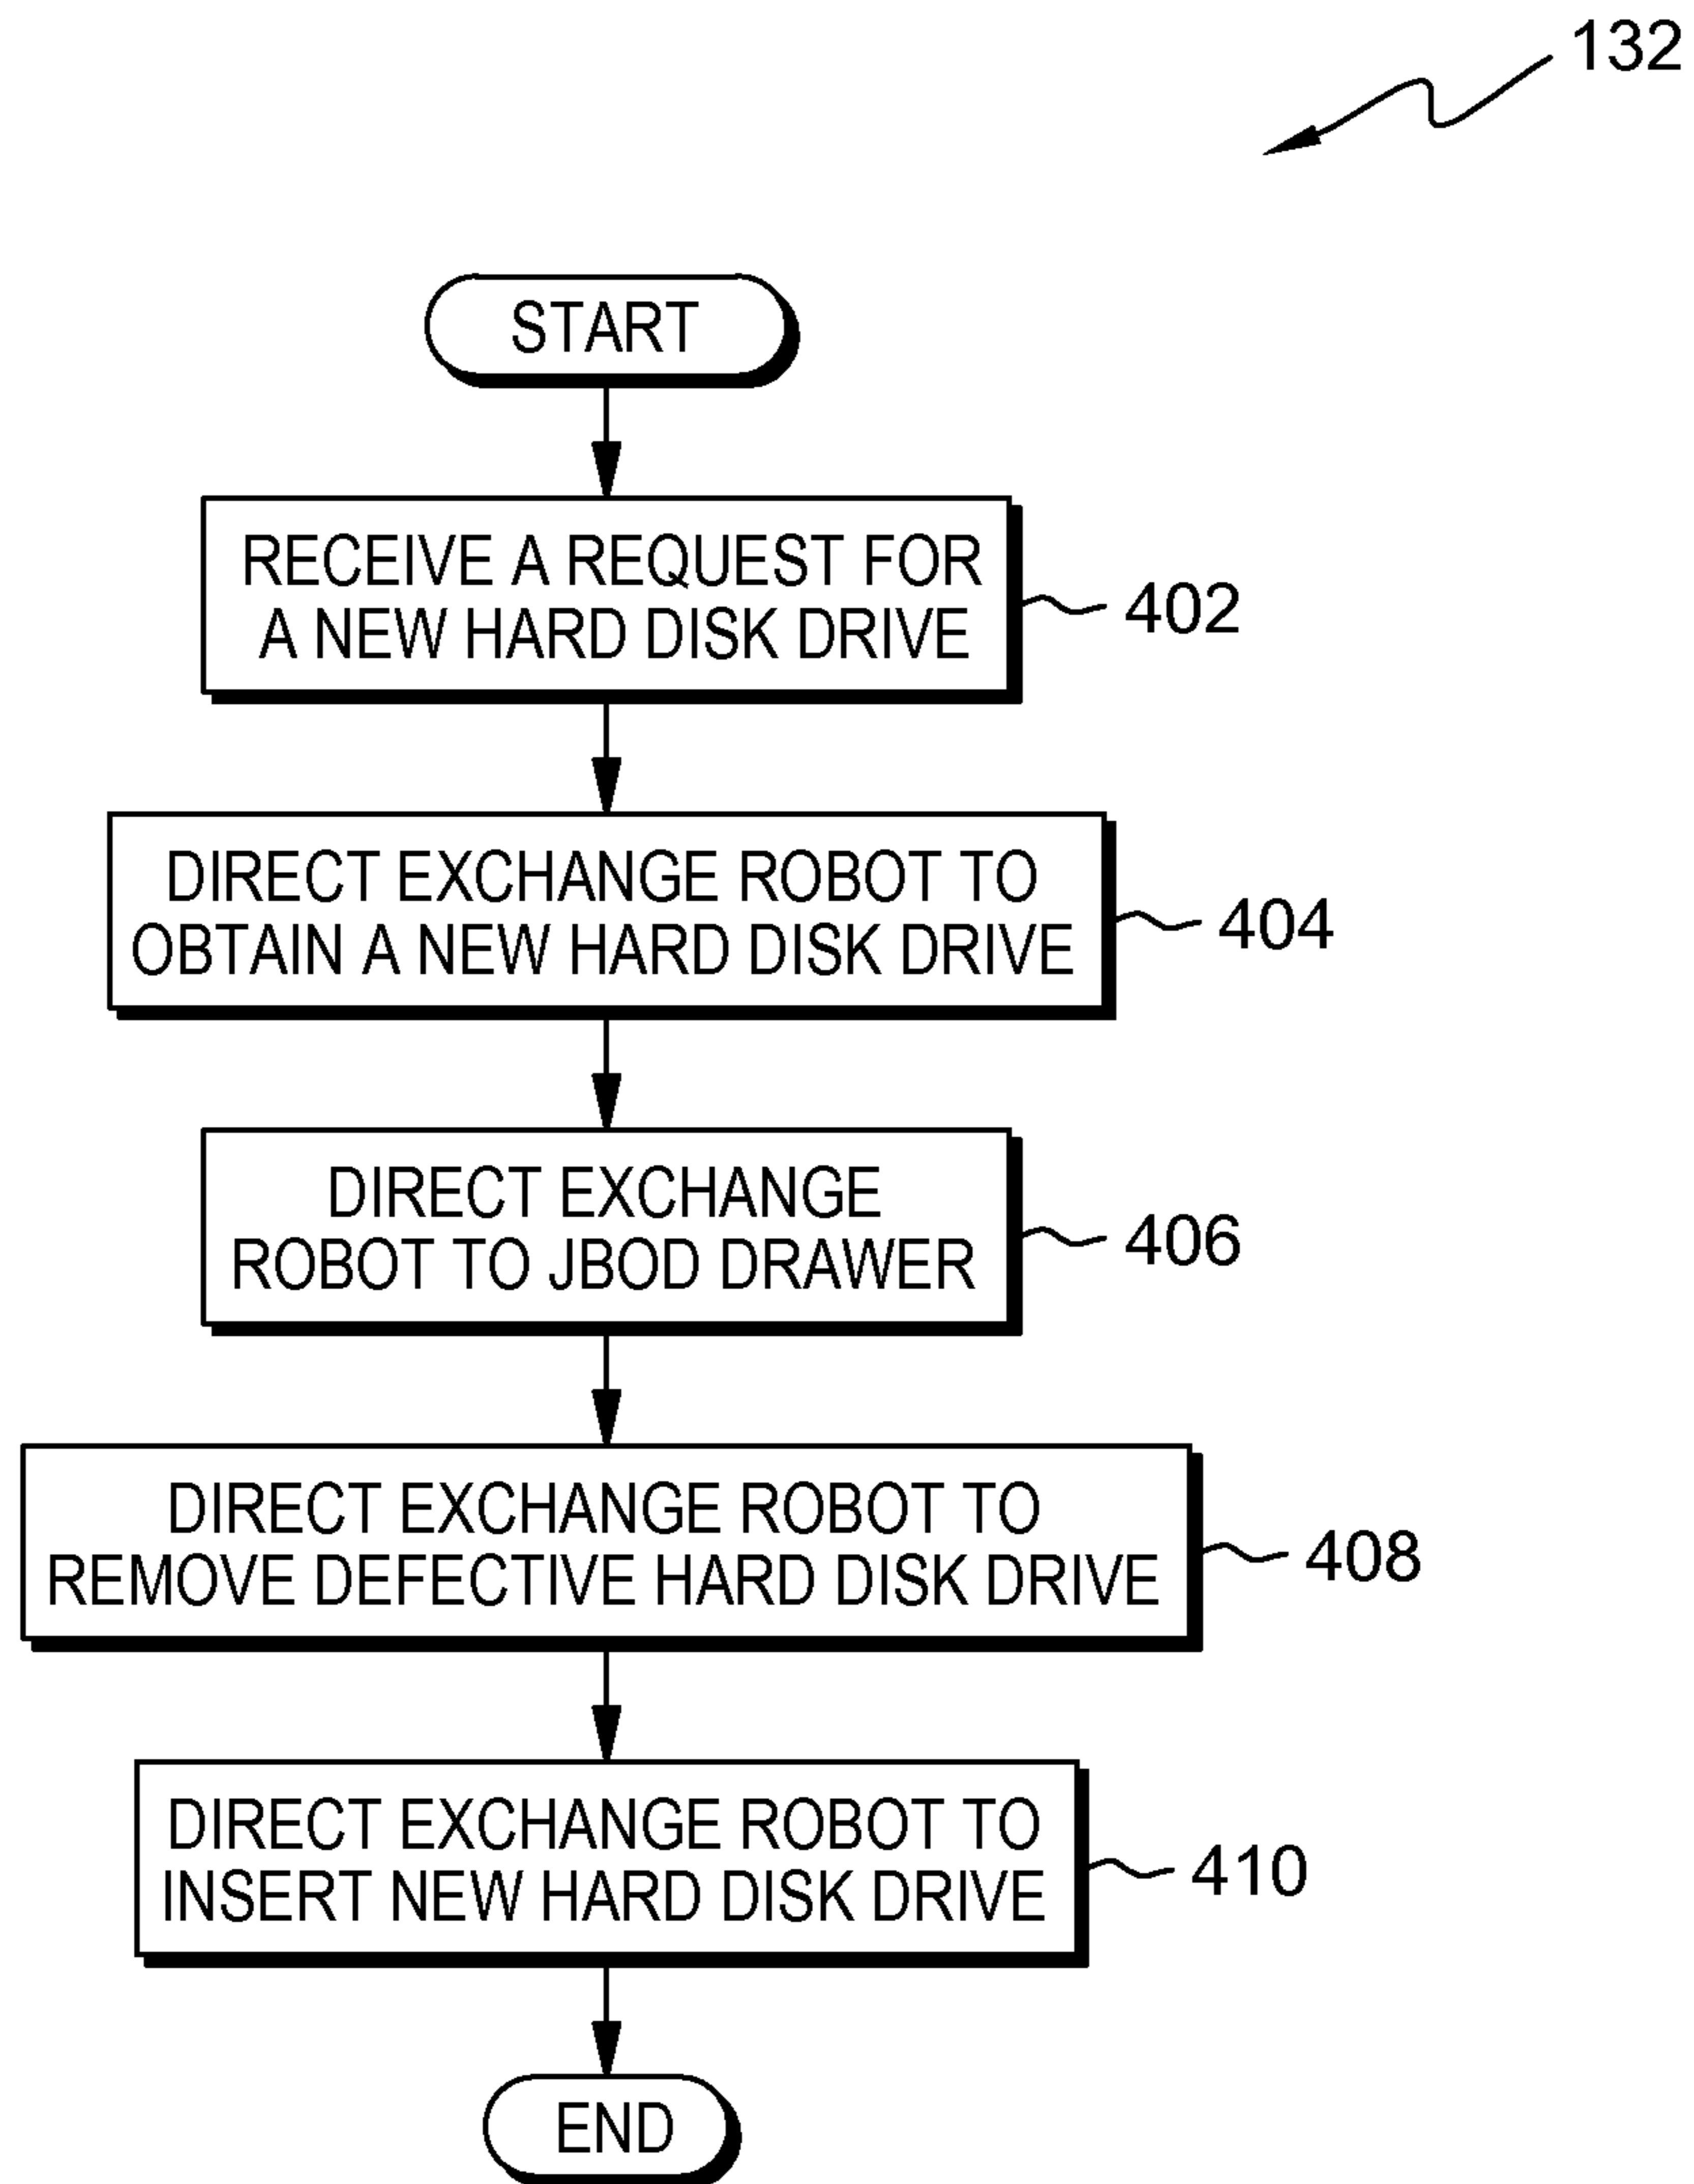 132
START
RECEIVE A REQUEST FOR
A NEW HARD DISK DRIVE
402
DIRECT EXCHANGE ROBOT TO
OBTAIN A NEW HARD DISK DRIVE
404
DIRECT EXCHANGE
ROBOT TO JBOD DRAWER
406
DIRECT EXCHANGE ROBOT TO
REMOVE DEFECTIVE HARD DISK DRIVE
408
DIRECT EXCHANGE ROBOT TO
INSERT NEW HARD DISK DRIVE
410
END